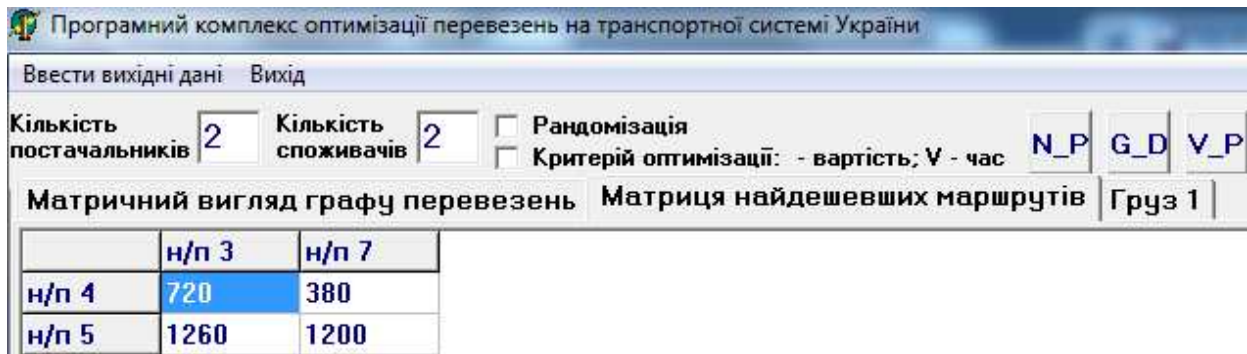 Програмний комплекс оптимізації перевезень на транспортної системі України
Ввести вихідні дані Вихід
Кількість постачальників 2 Кількість споживачів 2 Рандомізація
Критерій оптимізації: - вартість; V - час N_P G_D V_P
Матричний вигляд графу перевезень Матриця найдешевших маршрутів Груз 1
н/п 3 н/п 7
н/п 4 720 380
н/п 5 1260 1200